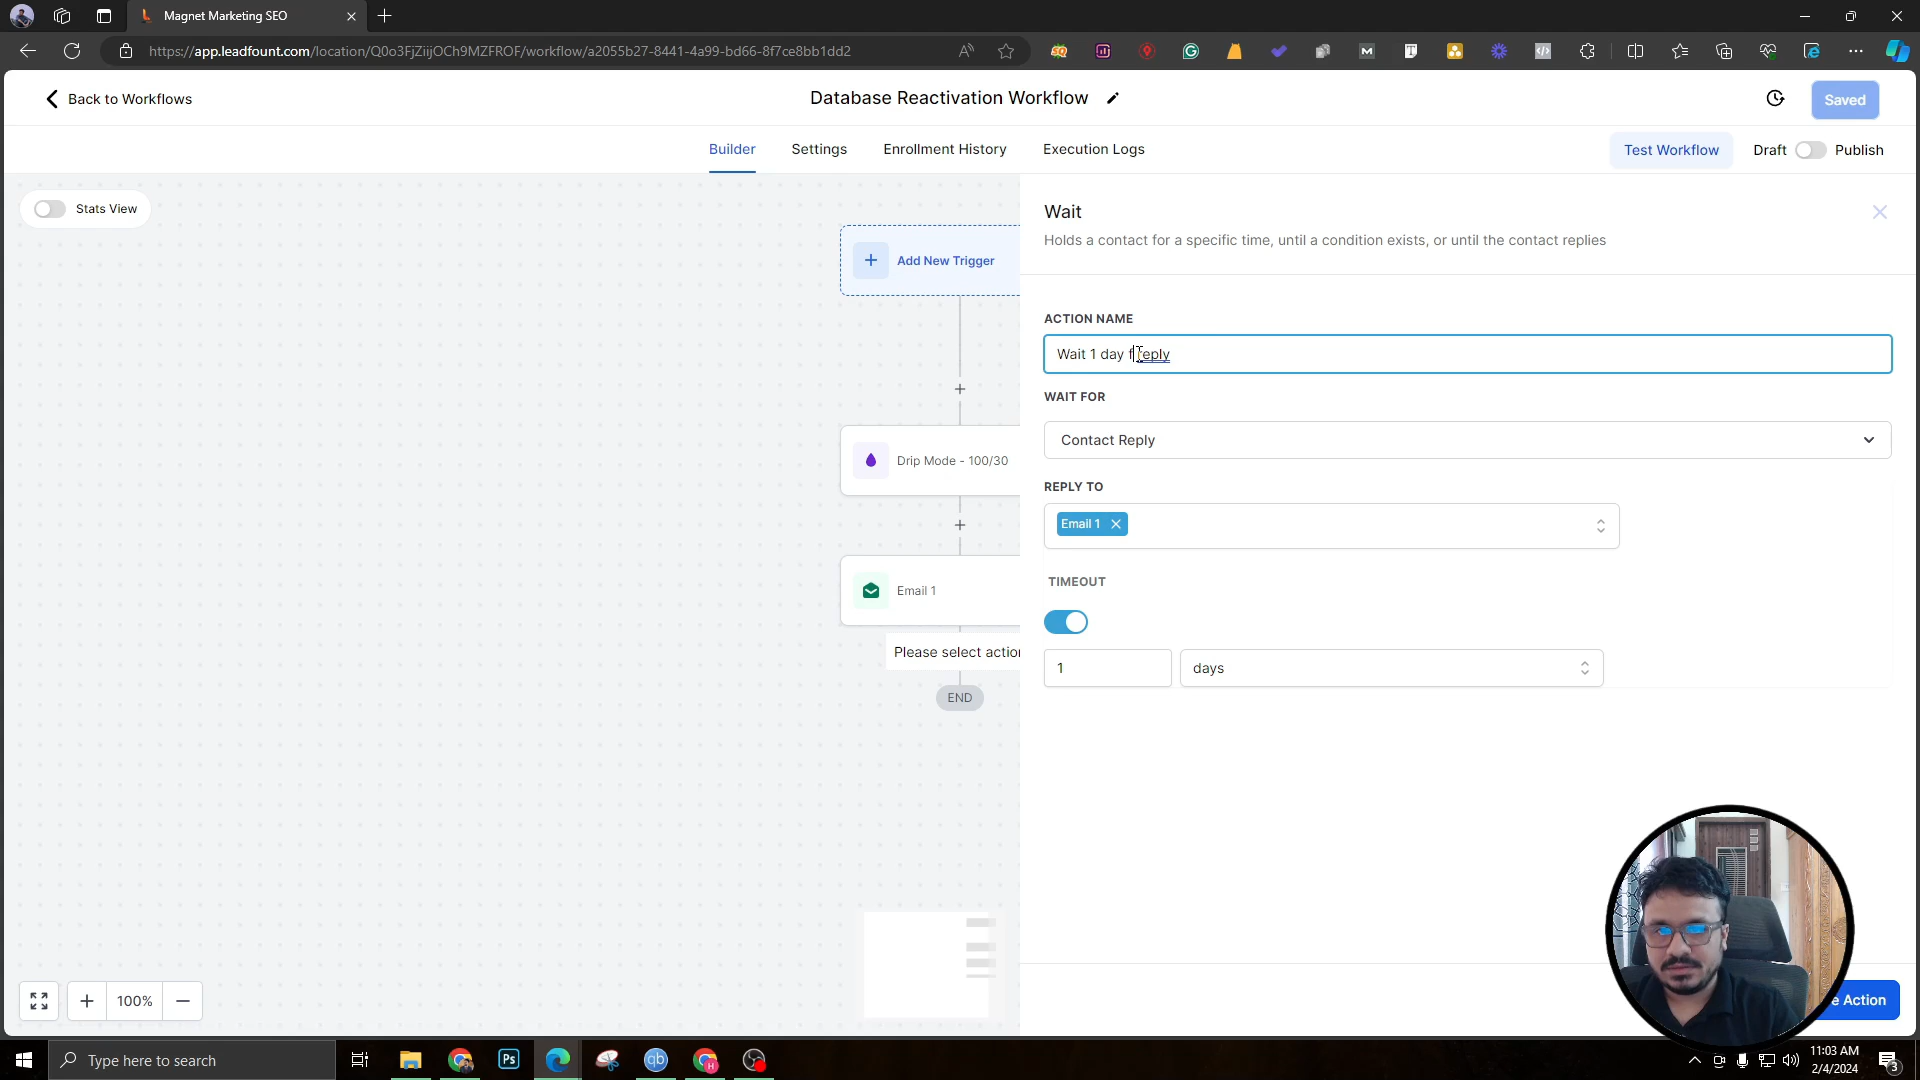 Magnet Marketing SEO
https://app.leadfount.com/location/Q0o3FjZiijOCh9MZFROF/workflow/a2055b27-8441-4a99-bd66-8f7ce8bb1dd2
Back to Workflows
Database Reactivation Workflow
Saved
Builder
Settings
Enrollment History
Execution Logs
Test Workflow
Draft
Publish
Stats View
Add New Trigger
Drip Mode - 100/30
Email 1
Please select action
END
100%
Wait
Holds a contact for a specific time, until a condition exists, or until the contact replies
ACTION NAME
Wait 1 day f reply
WAIT FOR
Contact Reply
REPLY TO
Email 1
TIMEOUT
1
days
e Action
Type here to search
Ps
qb
11:03 AM
2/4/2024
3